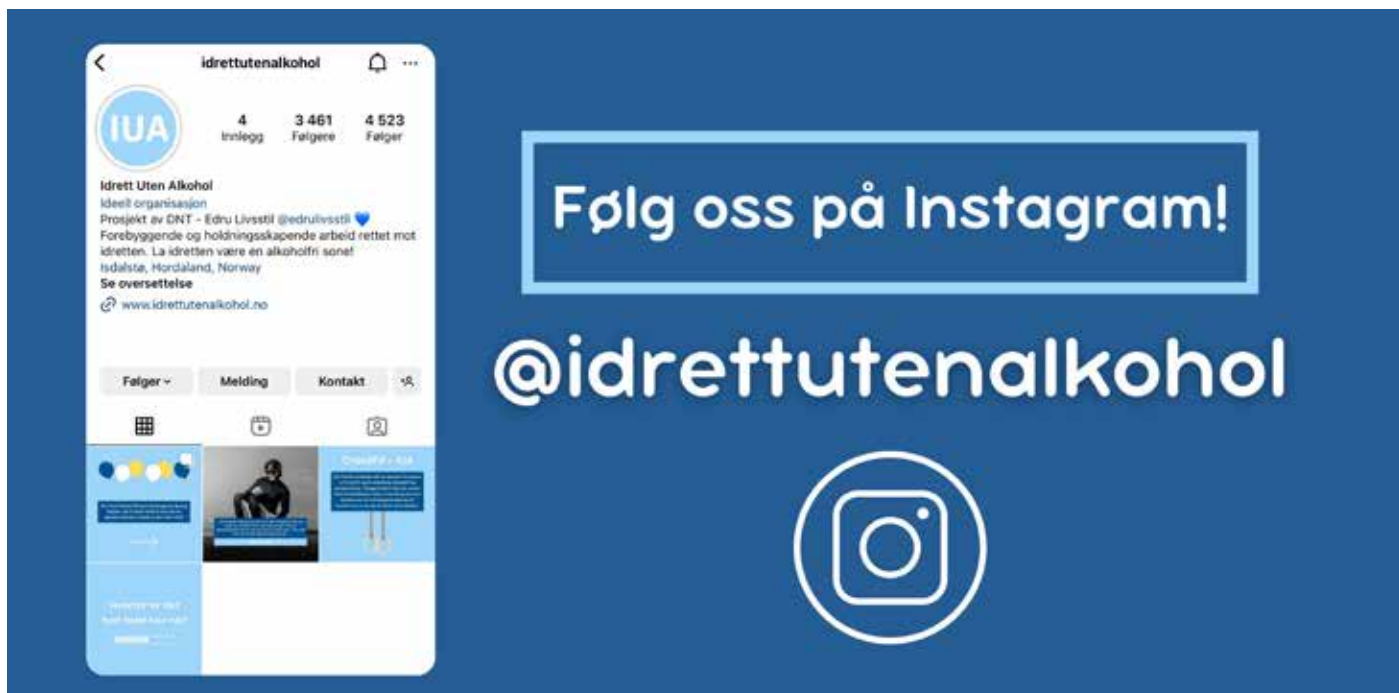 idrettutenalkohol
IUA
4
3 461
4 523
Innlegg
Følgere
Følger
Idrett Uten Alkohol
Ideell organisasjon
Prosjekt av DNT - Edru Livsstil @edrulivsstil 💙
Forebyggende og holdningsskapende arbeid rettet mot
idretten. La idretten være en alkoholfri sone!
Isdalstø, Hordaland, Norway
Se oversettelse
www.idrettutenalkohol.no
Følger
Melding
Kontakt
Følg oss på Instagram!
@idrettutenalkohol